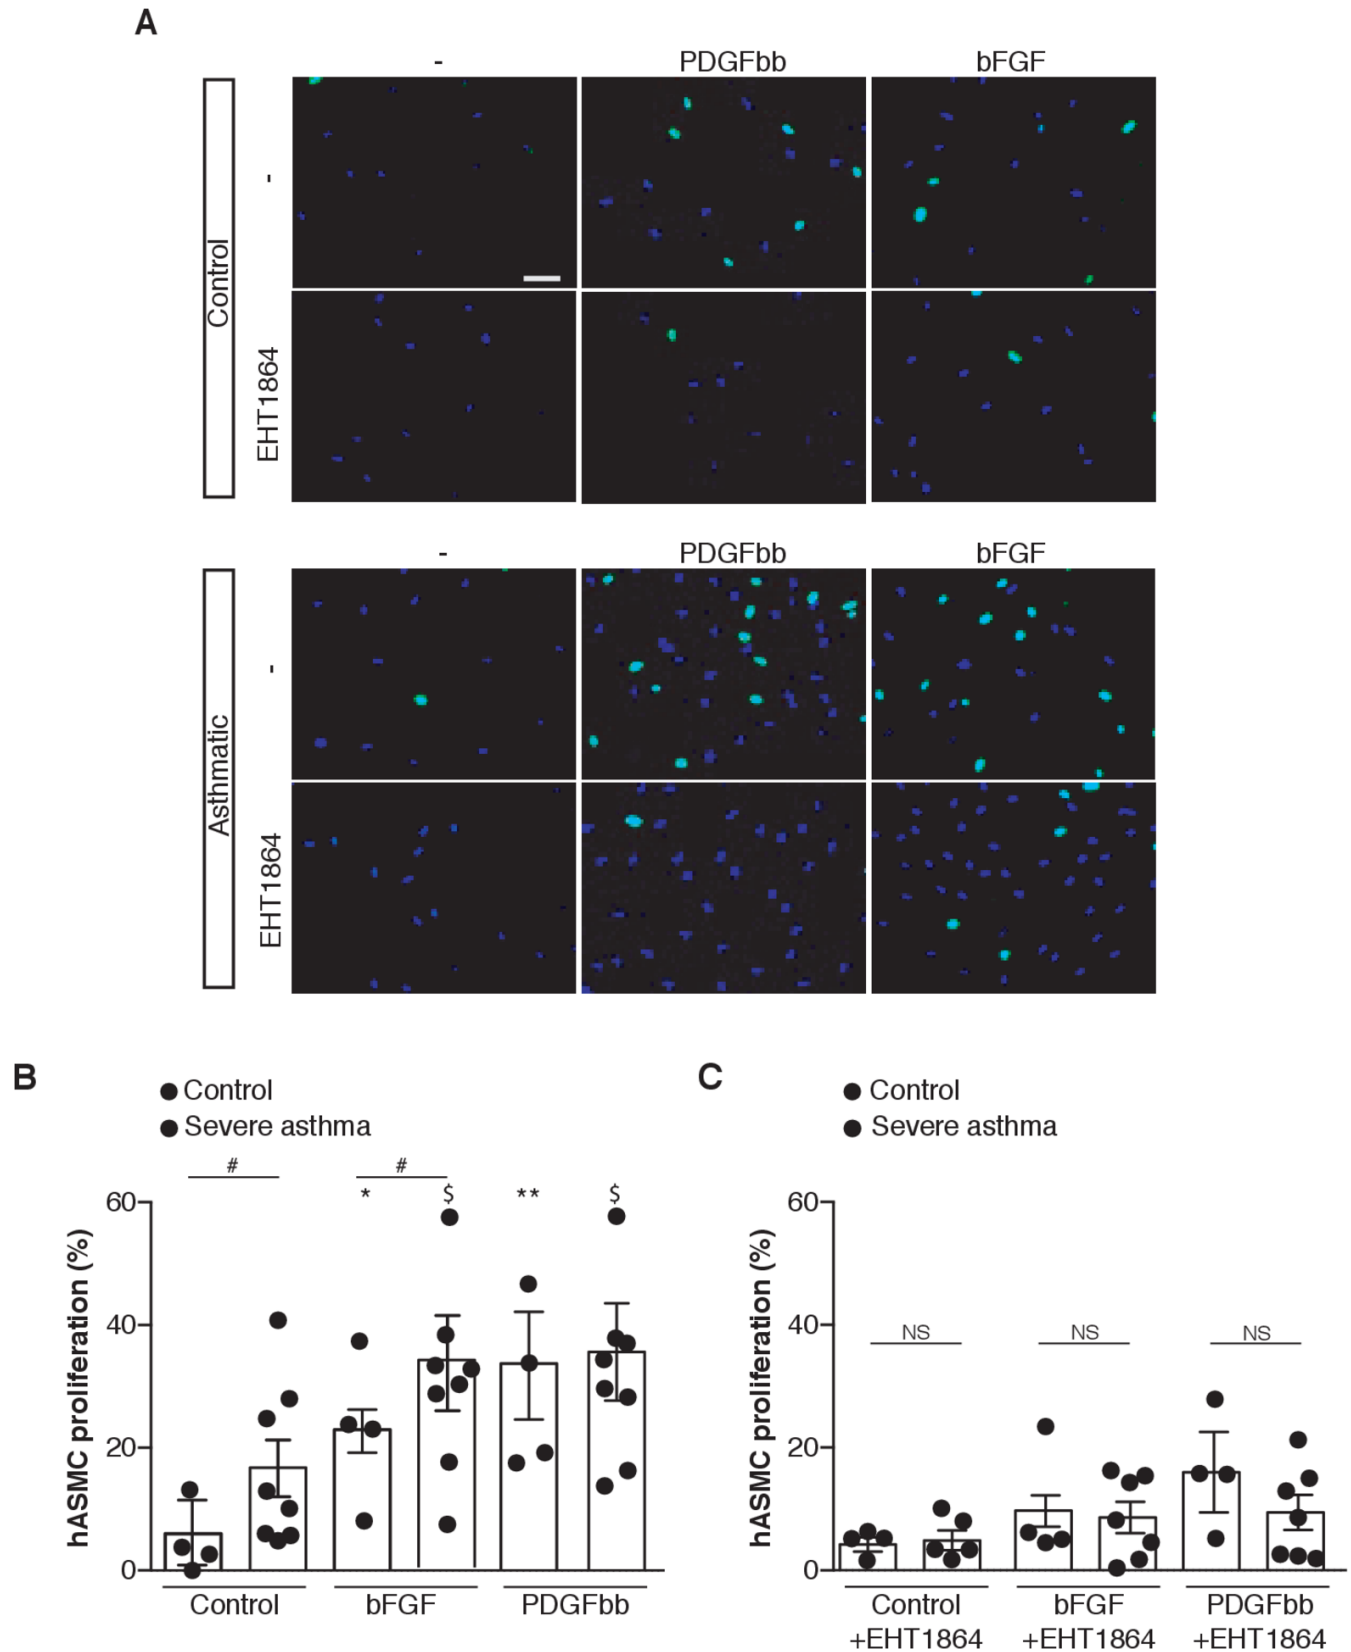 A
- PDGFbb bFGF
Control
-
EHT1864
- PDGFbb bFGF
Asthmatic
-
EHT1864
B
● Control
● Severe asthma
# #
* $ ** $
60
40
20
0
hASMC proliferation (%)
Control bFGF PDGFbb
C
● Control
● Severe asthma
60
40
20
0
hASMC proliferation (%)
NS NS NS
Control bFGF PDGFbb
+EHT1864 +EHT1864 +EHT1864